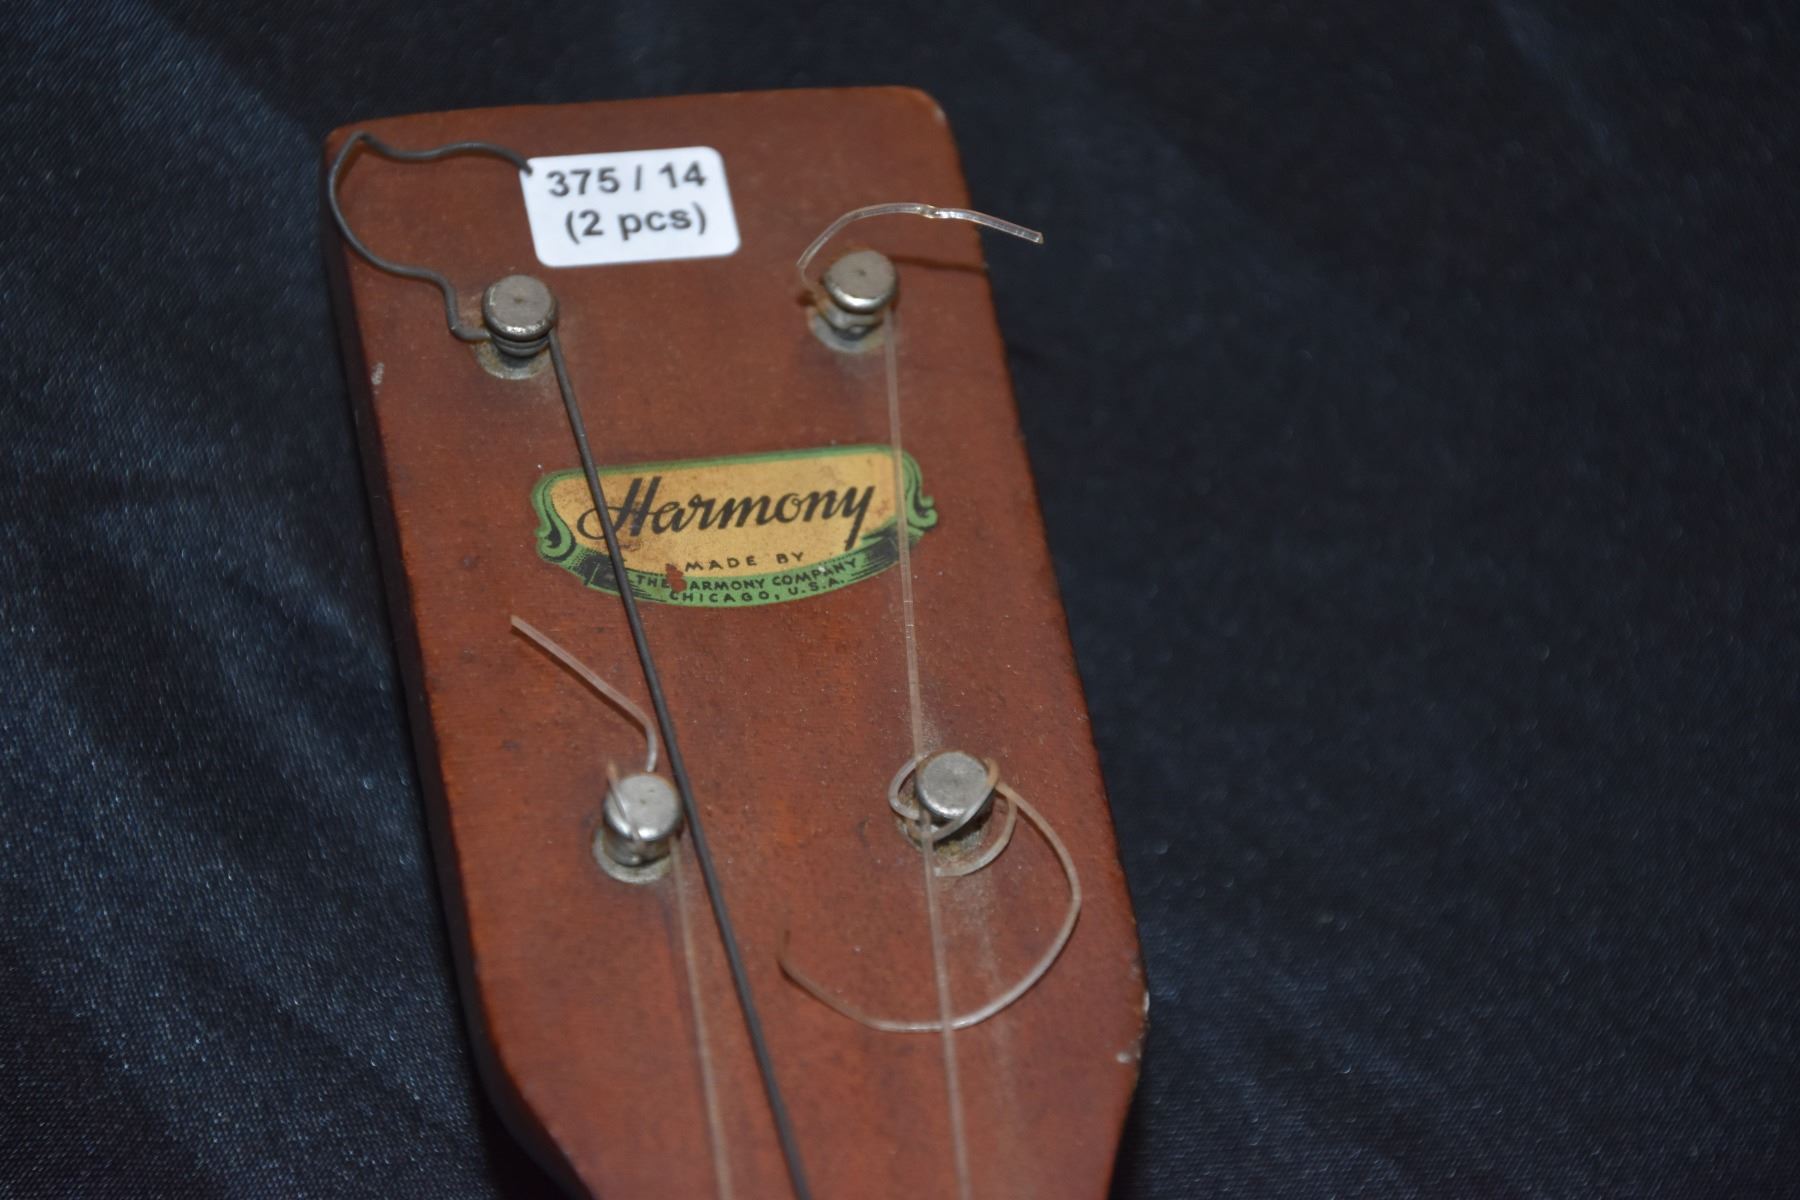 375 / 14
(2 pcs)
Harmony
MADE BY
THE HARMONY COMPANY
CHICAGO, U.S.A.